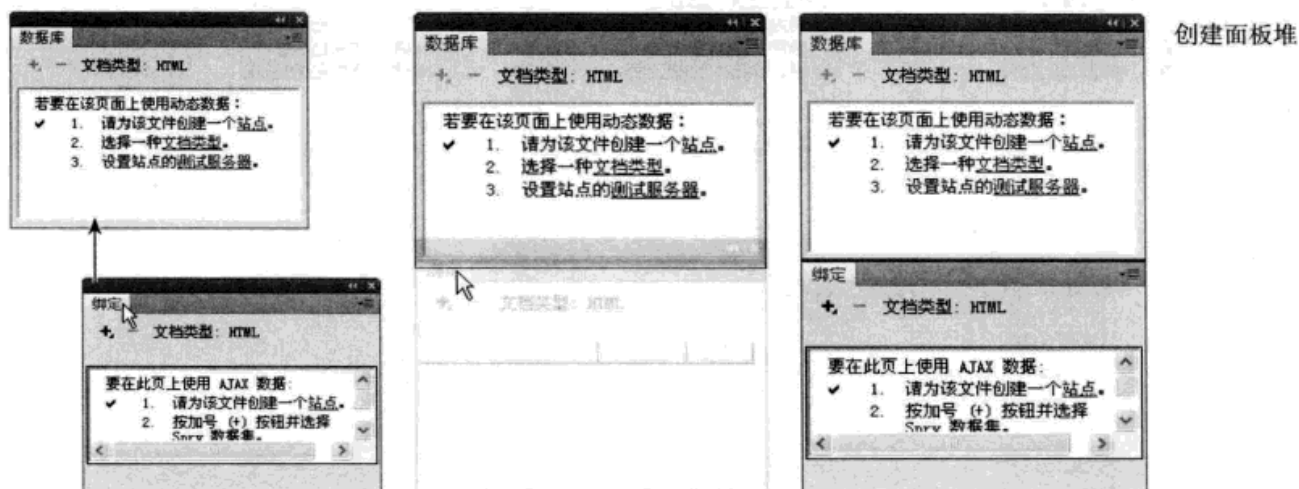 创建面板堆
数据库
文档类型: HTML
若要在该页面上使用动态数据:
✔ 1. 请为该文件创建一个站点。
2. 选择一种文档类型。
3. 设置站点的测试服务器。
绑定
+ - 文档类型: HTML
要在此页上使用 AJAX 数据:
✔ 1. 请为该文件创建一个站点。
2. 按加号 (+) 按钮并选择
Spry 数据集。
数据库
+ - 文档类型: HTML
若要在该页面上使用动态数据:
✔ 1. 请为该文件创建一个站点。
2. 选择一种文档类型。
3. 设置站点的测试服务器。
文档类型: HTML
数据库
+ - 文档类型: HTML
若要在该页面上使用动态数据:
✔ 1. 请为该文件创建一个站点。
2. 选择一种文档类型。
3. 设置站点的测试服务器。
绑定
+ - 文档类型: HTML
要在此页上使用 AJAX 数据:
✔ 1. 请为该文件创建一个站点。
2. 按加号 (+) 按钮并选择
Spry 数据集。